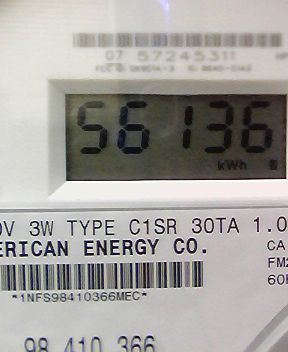 07 57245311
56136
kWh
0V 3W TYPE C1SR 30TA 1.0
ERICAN ENERGY CO.
CA
FM2
60H
*1NFS98410366MEC*
98 410 366